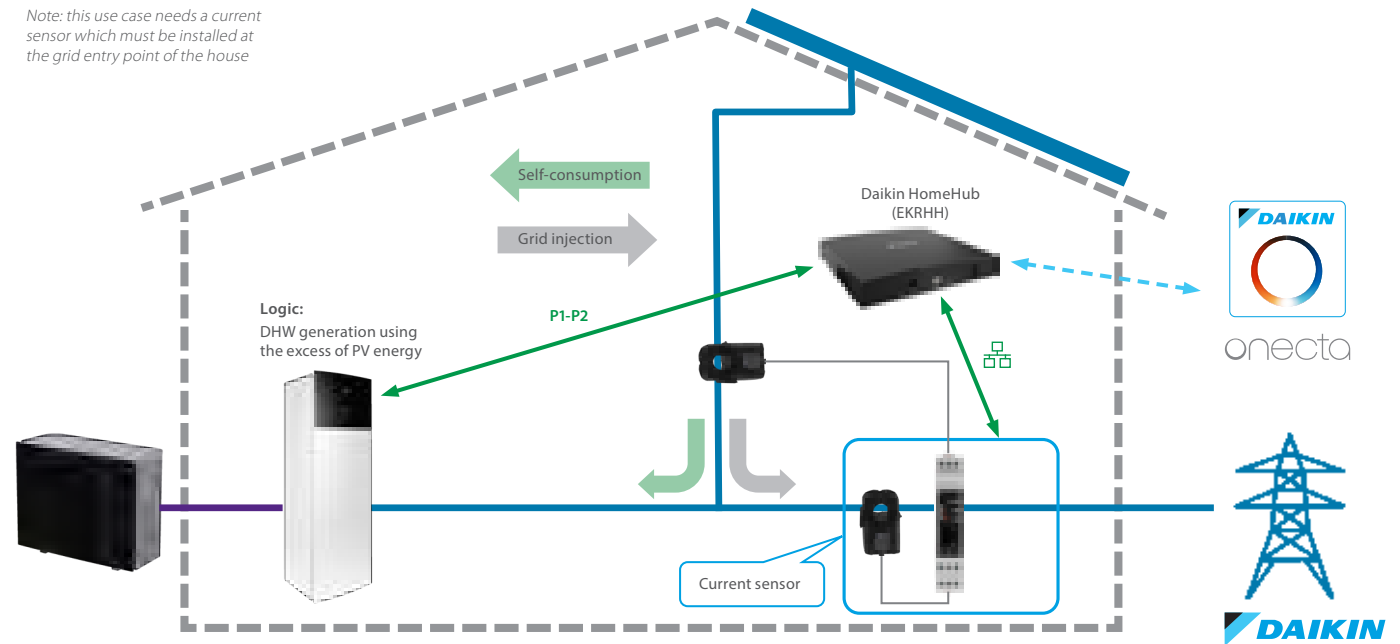 Note: this use case needs a current
sensor which must be installed at
the grid entry point of the house
Self-consumption
Grid injection
Daikin HomeHub
(EKRHH)
DAIKIN
onecta
Logic:
DHW generation using
the excess of PV energy
P1-P2
Current sensor
DAIKIN